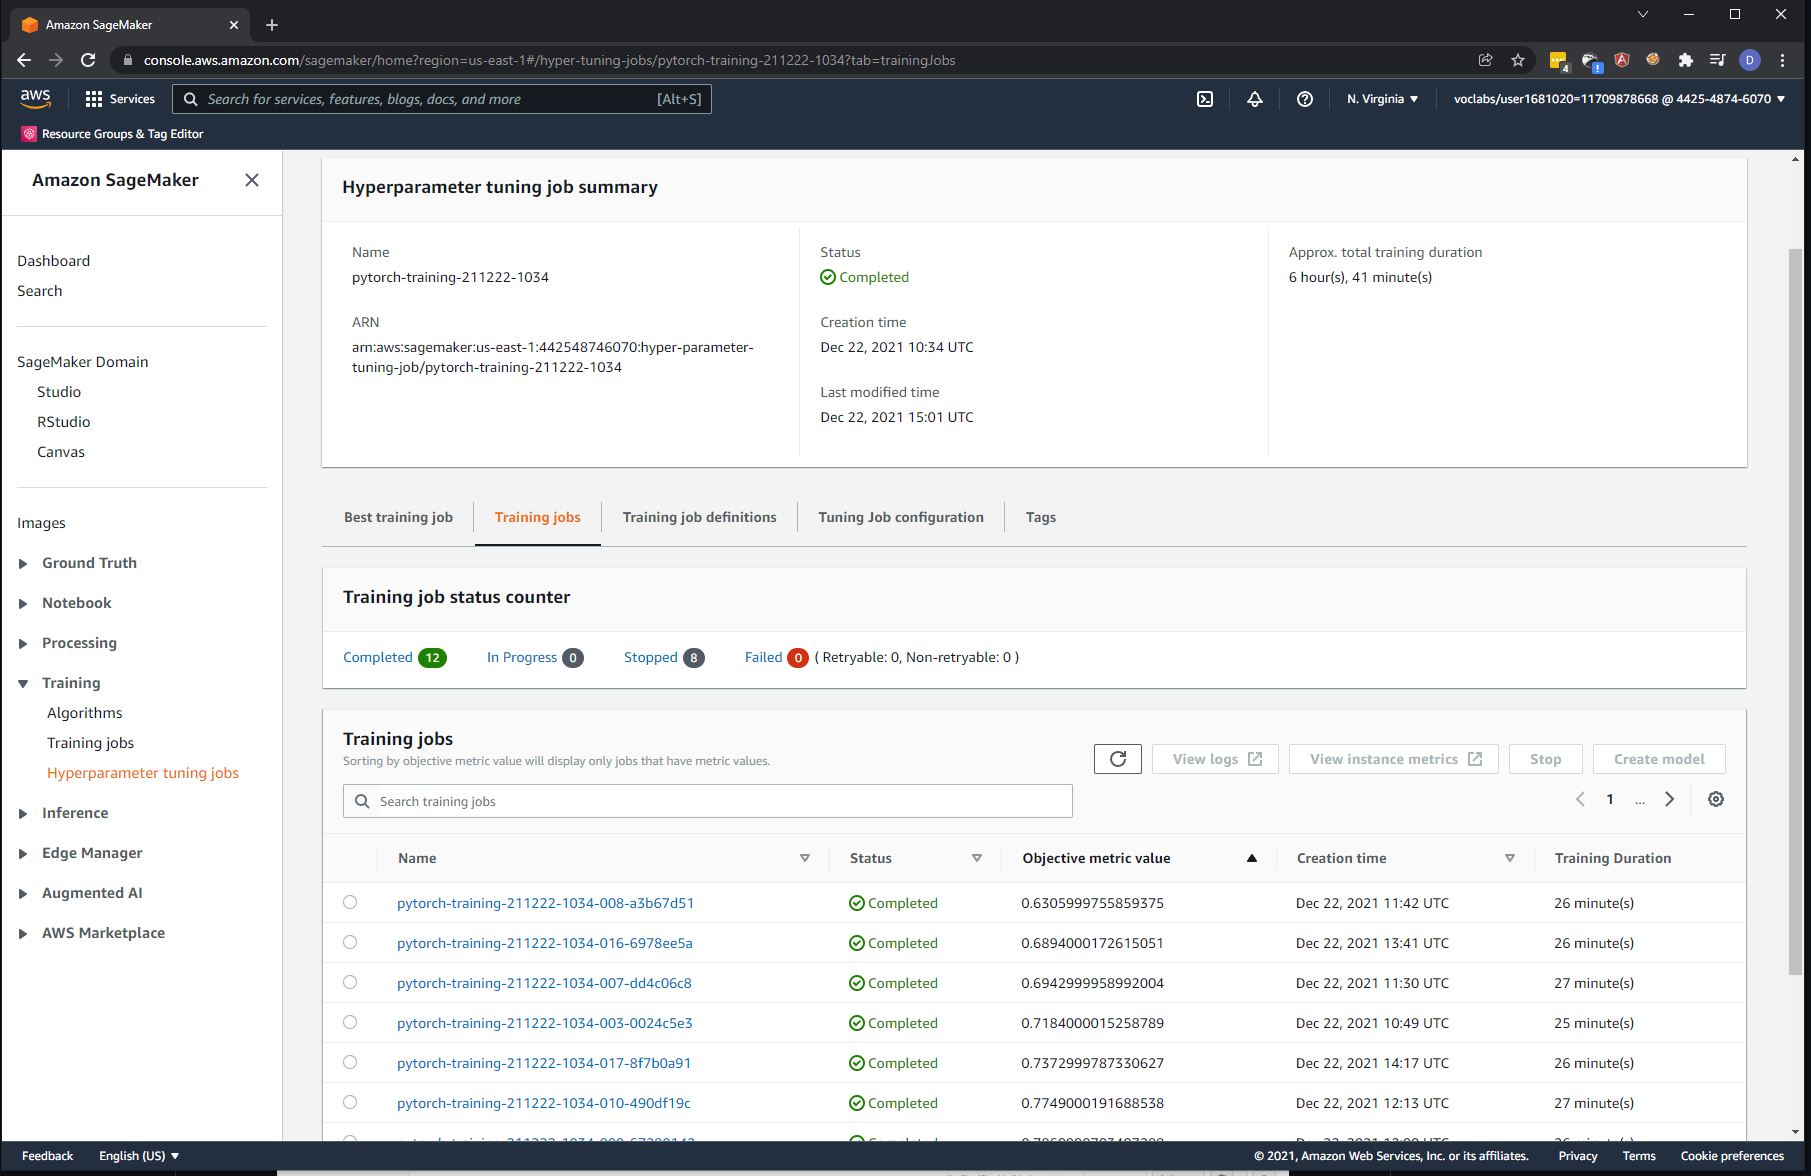 Amazon SageMaker
console.aws.amazon.com/sagemaker/home?region=us-east-1#/hyper-tuning-jobs/pytorch-training-211222-1034?tab=trainingJobs
4
D
aws Services Search for services, features, blogs, docs, and more [Alt+S] N. Virginia voclabs/user1681020=11709878668 @ 4425-4874-6070
Resource Groups & Tag Editor
Amazon SageMaker
Dashboard
Search
SageMaker Domain
Studio
RStudio
Canvas
Images
Ground Truth
Notebook
Processing
Training
Algorithms
Training jobs
Hyperparameter tuning jobs
Inference
Edge Manager
Augmented AI
AWS Marketplace
Hyperparameter tuning job summary
Name
pytorch-training-211222-1034
ARN
arn:aws:sagemaker:us-east-1:442548746070:hyper-parameter-
tuning-job/pytorch-training-211222-1034
Status
Completed
Creation time
Dec 22, 2021 10:34 UTC
Last modified time
Dec 22, 2021 15:01 UTC
Approx. total training duration
6 hour(s), 41 minute(s)
Best training job Training jobs Training job definitions Tuning Job configuration Tags
Training job status counter
Completed 12 In Progress 0 Stopped 8 Failed 0 ( Retryable: 0, Non-retryable: 0 )
Training jobs
Sorting by objective metric value will display only jobs that have metric values.
View logs View instance metrics Stop Create model
Search training jobs
1 ...
Name Status Objective metric value Creation time Training Duration
pytorch-training-211222-1034-008-a3b67d51 Completed 0.6305999755859375 Dec 22, 2021 11:42 UTC 26 minute(s)
pytorch-training-211222-1034-016-6978ee5a Completed 0.6894000172615051 Dec 22, 2021 13:41 UTC 26 minute(s)
pytorch-training-211222-1034-007-dd4c06c8 Completed 0.6942999958992004 Dec 22, 2021 11:30 UTC 27 minute(s)
pytorch-training-211222-1034-003-0024c5e3 Completed 0.7184000015258789 Dec 22, 2021 10:49 UTC 25 minute(s)
pytorch-training-211222-1034-017-8f7b0a91 Completed 0.7372999787330627 Dec 22, 2021 14:17 UTC 26 minute(s)
pytorch-training-211222-1034-010-490df19c Completed 0.7749000191688538 Dec 22, 2021 12:13 UTC 27 minute(s)
Feedback English (US) © 2021, Amazon Web Services, Inc. or its affiliates. Privacy Terms Cookie preferences